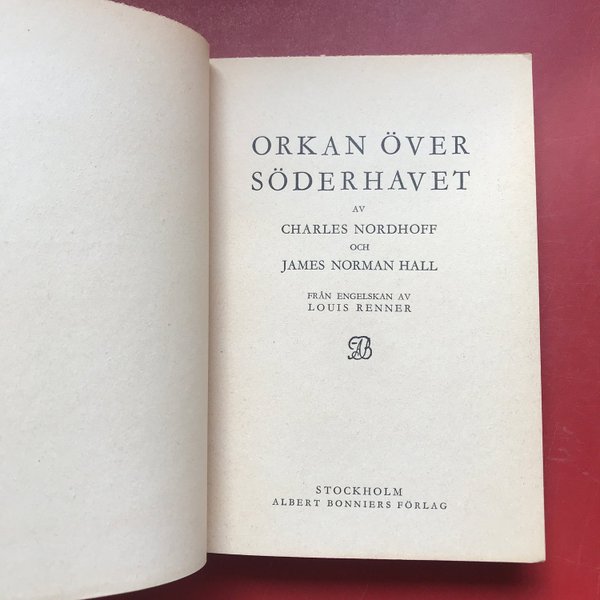 ORKAN ÖVER
SÖDERHAVET
AV
CHARLES NORDHOFF
OCH
JAMES NORMAN HALL
FRÅN ENGELSKAN AV
LOUIS RENNER
AB
STOCKHOLM
ALBERT BONNIERS FÖRLAG